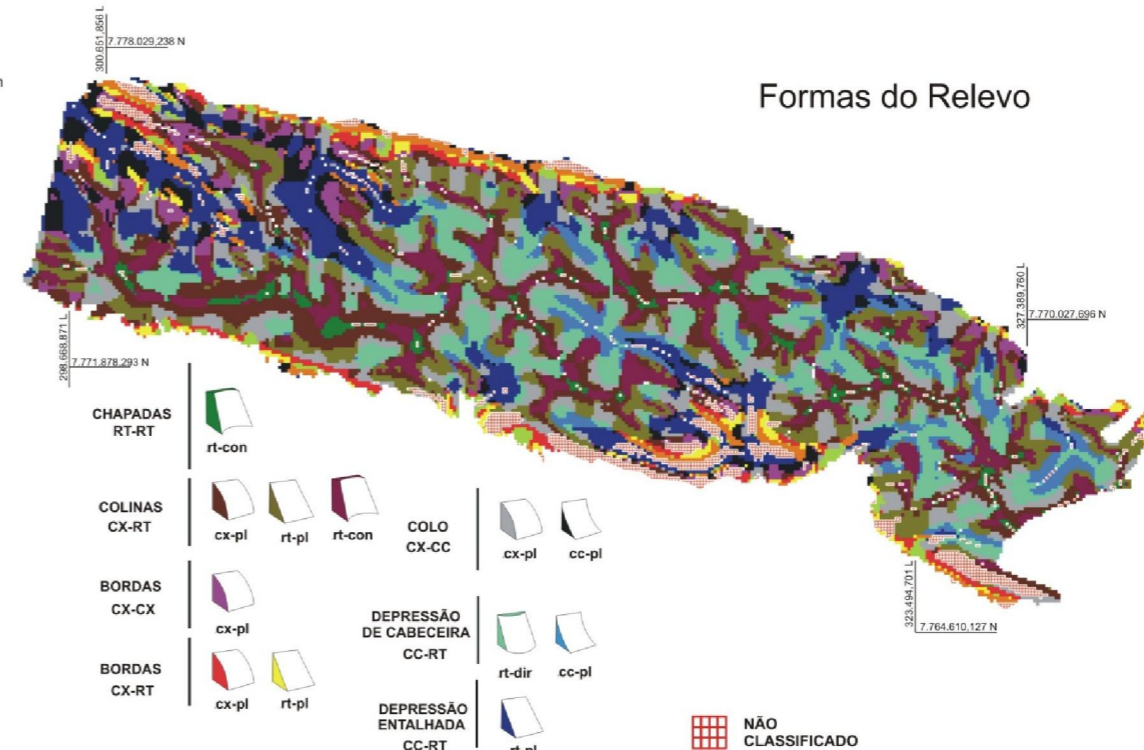 300.651,856 L
7.778.029,238 N
Formas do Relevo
327.389,760 L
7.770.027,696 N
298.668,871 L
7.771.878.293 N
CHAPADAS
RT-RT
rt-con
COLINAS
CX-RT
cx-pl rt-pl rt-con
COLO
CX-CC
cx-pl cc-pl
BORDAS
CX-CX
cx-pl
DEPRESSÃO
DE CABECEIRA
CC-RT
rt-dir cc-pl
323.494,701 L
7.764.610,127 N
BORDAS
CX-RT
cx-pl rt-pl
DEPRESSÃO
ENTALHADA
CC-RT
rt-pl
NÃO
CLASSIFICADO